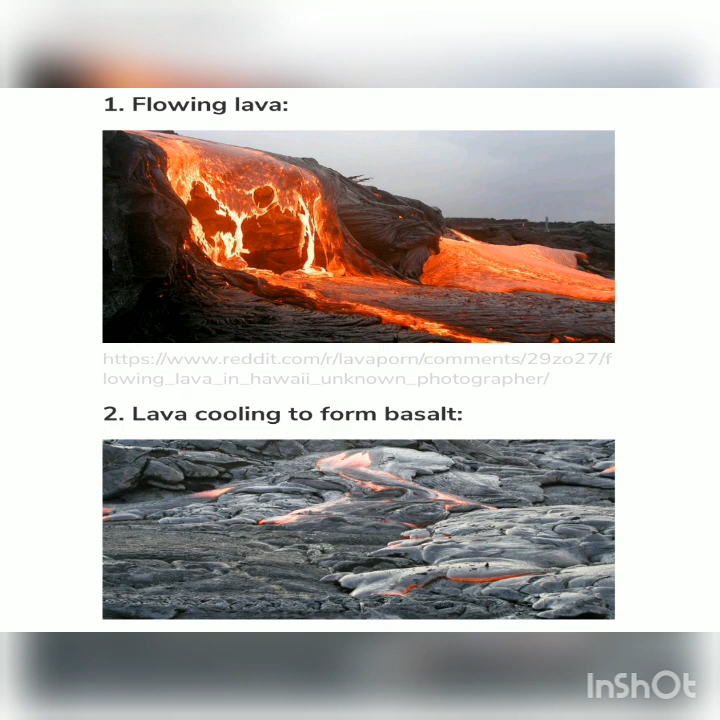 1. Flowing lava:
https://www.reddit.com/r/lavaporn/comments/29zo27/f
lowing_lava_in_hawaii_unknown_photographer/
2. Lava cooling to form basalt:
InShOt